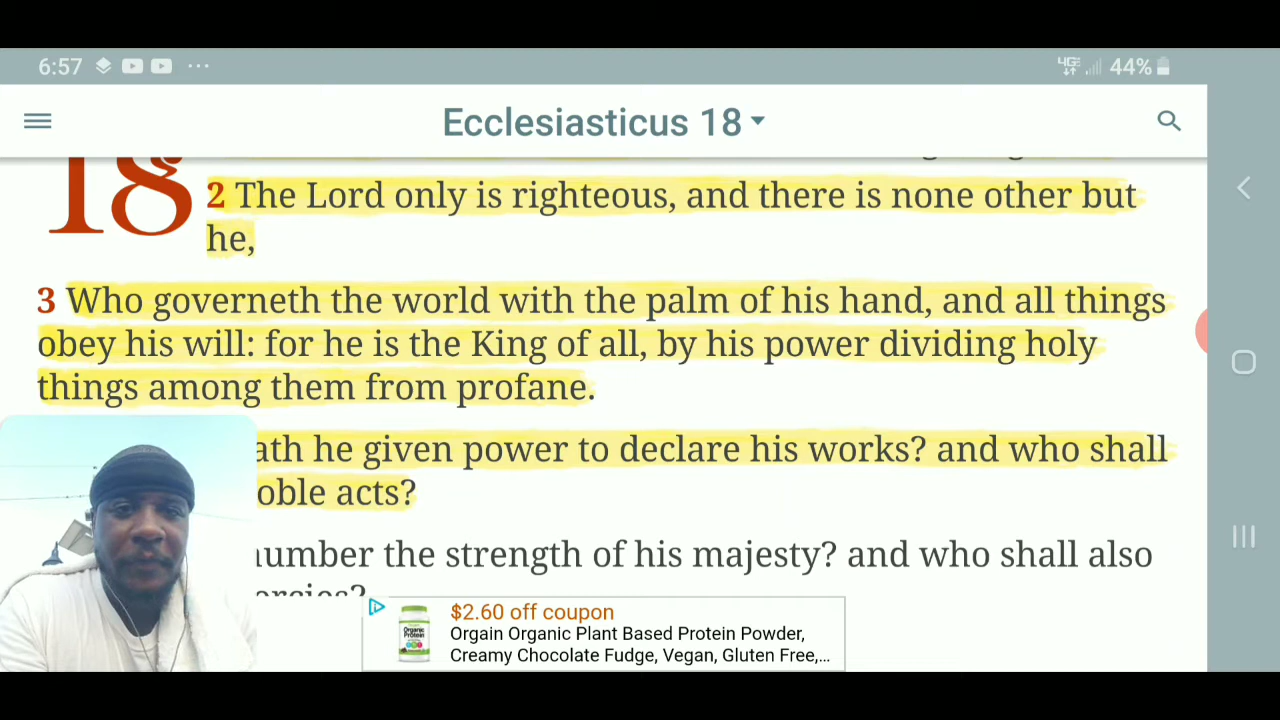 6:57
4G 44%
Ecclesiasticus 18
18
2 The Lord only is righteous, and there is none other but
he,
3 Who governeth the world with the palm of his hand, and all things
obey his will: for he is the King of all, by his power dividing holy
things among them from profane.
ath he given power to declare his works? and who shall
oble acts?
number the strength of his majesty? and who shall also
$2.60 off coupon
Organic Protein
Orgain Organic Plant Based Protein Powder,
Creamy Chocolate Fudge, Vegan, Gluten Free,...